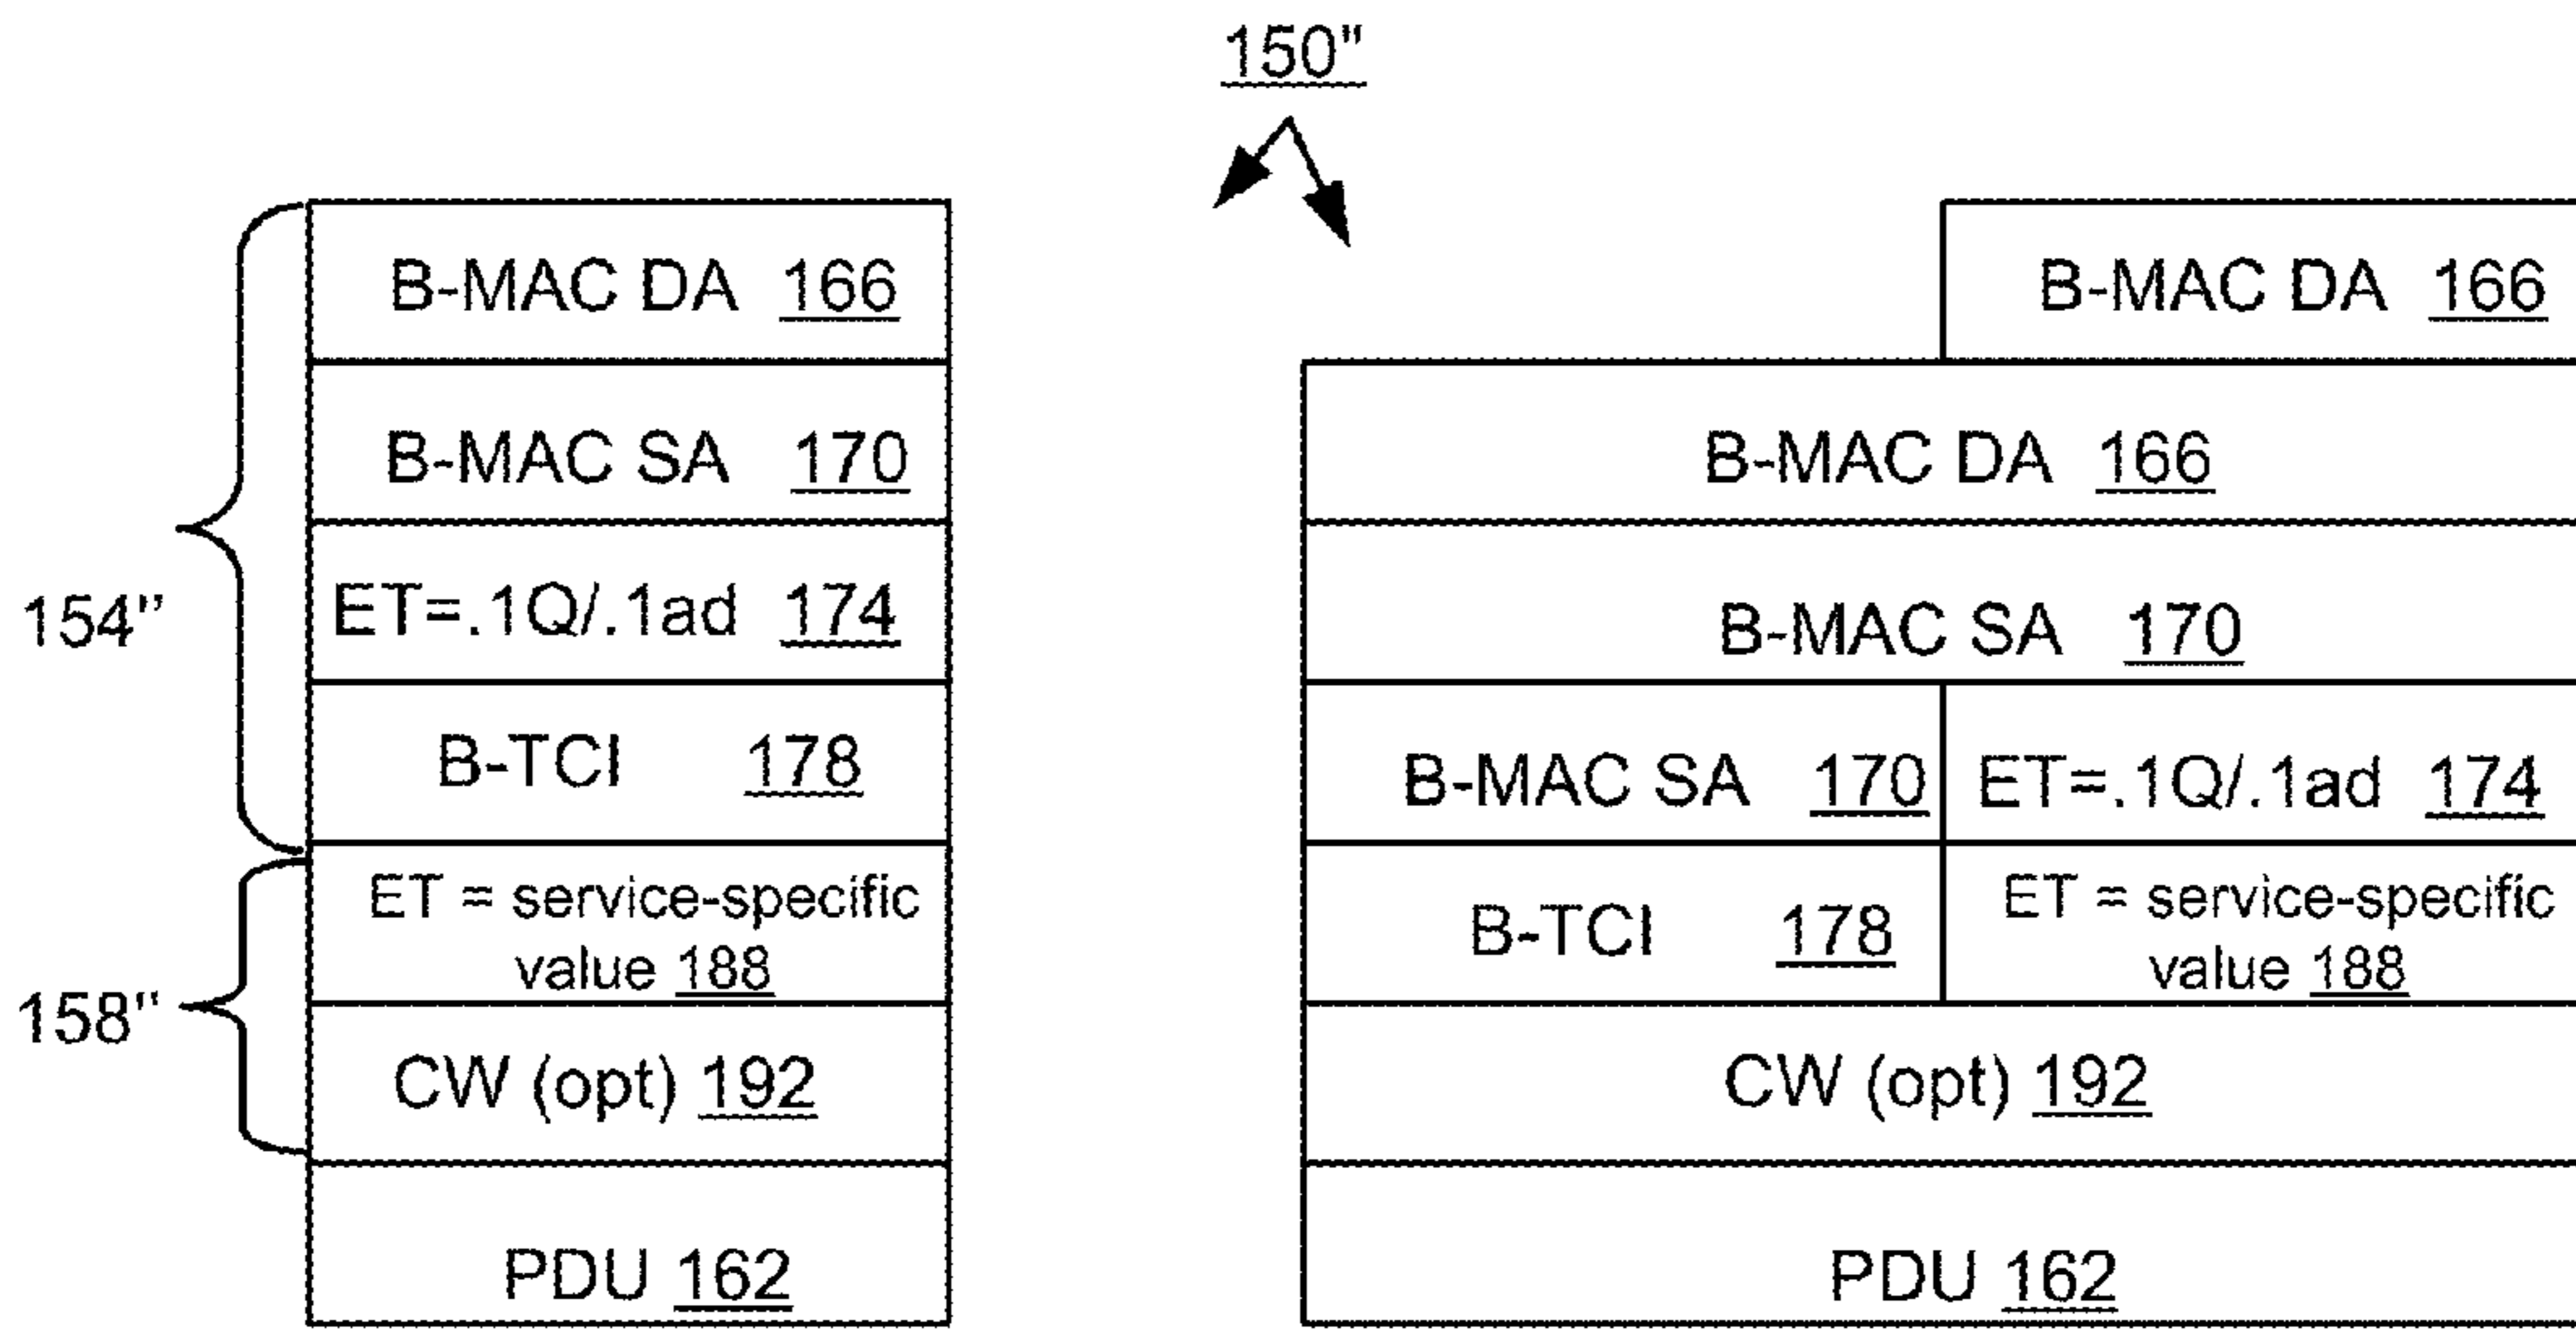 150"
B-MAC DA 166
B-MAC SA 170
ET=.1Q/.1ad 174
B-TCI 178
ET = service-specific
value 188
CW (opt) 192
PDU 162
154"
158"
B-MAC DA 166
B-MAC DA 166
B-MAC SA 170
B-MAC SA 170 ET=.1Q/.1ad 174
B-TCI 178
ET = service-specific
value 188
CW (opt) 192
PDU 162